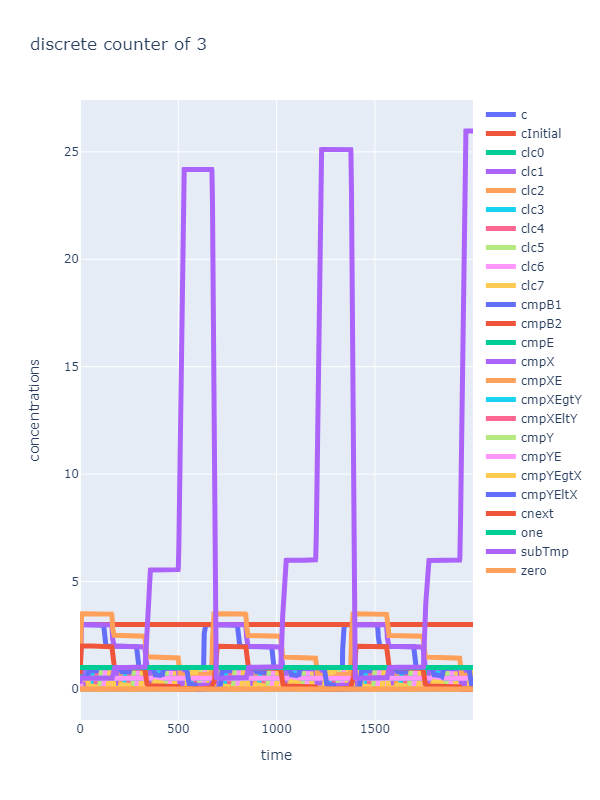 discrete counter of 3
concentrations
25
20
15
10
5
0
0 500 1000 1500
time
c
cInitial
clc0
clc1
clc2
clc3
clc4
clc5
clc6
clc7
cmpB1
cmpB2
cmpE
cmpX
cmpXE
cmpXEgtY
cmpXEltY
cmpY
cmpYE
cmpYEgtX
cmpYEltX
cnext
one
subTmp
zero